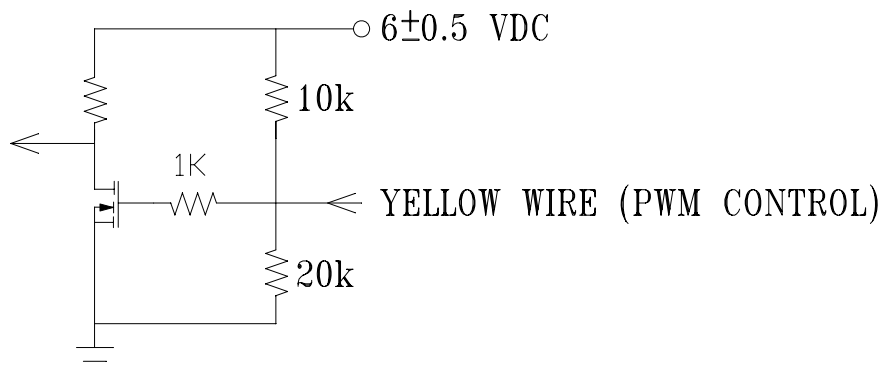 6±0.5 VDC
10k
1K
YELLOW WIRE (PWM CONTROL)
20k